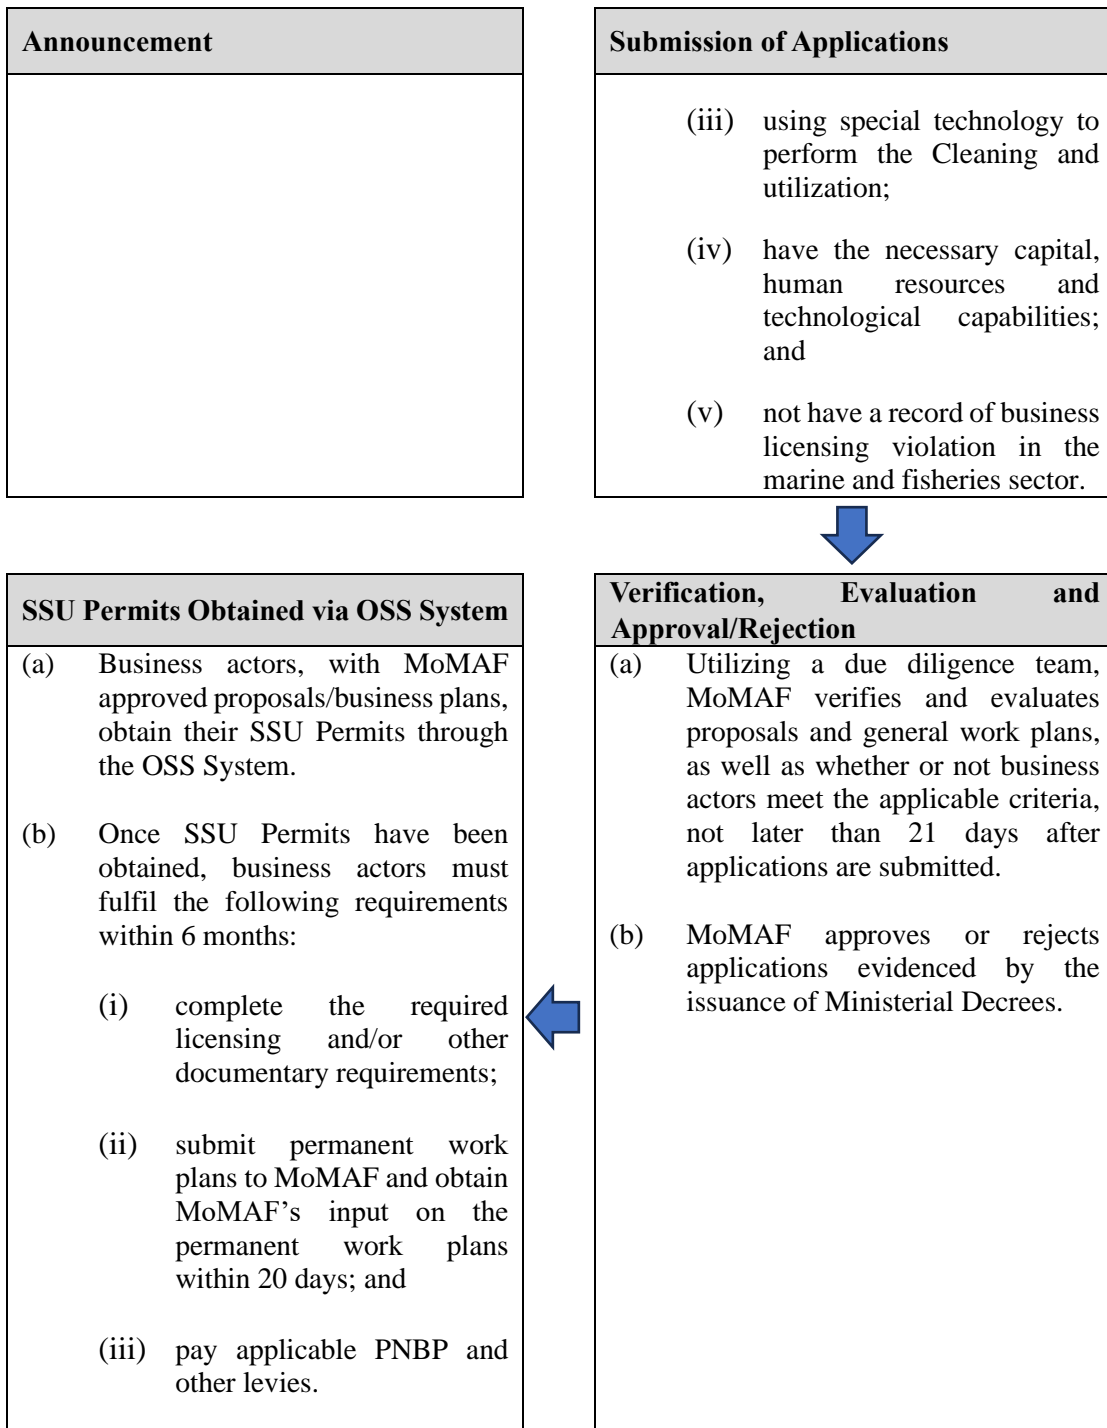 Announcement
Submission of Applications
(iii) using special technology to
perform the Cleaning and
utilization;
(iv) have the necessary capital,
human resources and
technological capabilities;
and
(v) not have a record of business
licensing violation in the
marine and fisheries sector.
Verification, Evaluation and
Approval/Rejection
(a) Utilizing a due diligence team,
MoMAF verifies and evaluates
proposals and general work plans,
as well as whether or not business
actors meet the applicable criteria,
not later than 21 days after
applications are submitted.
(b) MoMAF approves or rejects
applications evidenced by the
issuance of Ministerial Decrees.
SSU Permits Obtained via OSS System
(a) Business actors, with MoMAF
approved proposals/business plans,
obtain their SSU Permits through
the OSS System.
(b) Once SSU Permits have been
obtained, business actors must
fulfil the following requirements
within 6 months:
(i) complete the required
licensing and/or other
documentary requirements;
(ii) submit permanent work
plans to MoMAF and obtain
MoMAF’s input on the
permanent work plans
within 20 days; and
(iii) pay applicable PNBP and
other levies.